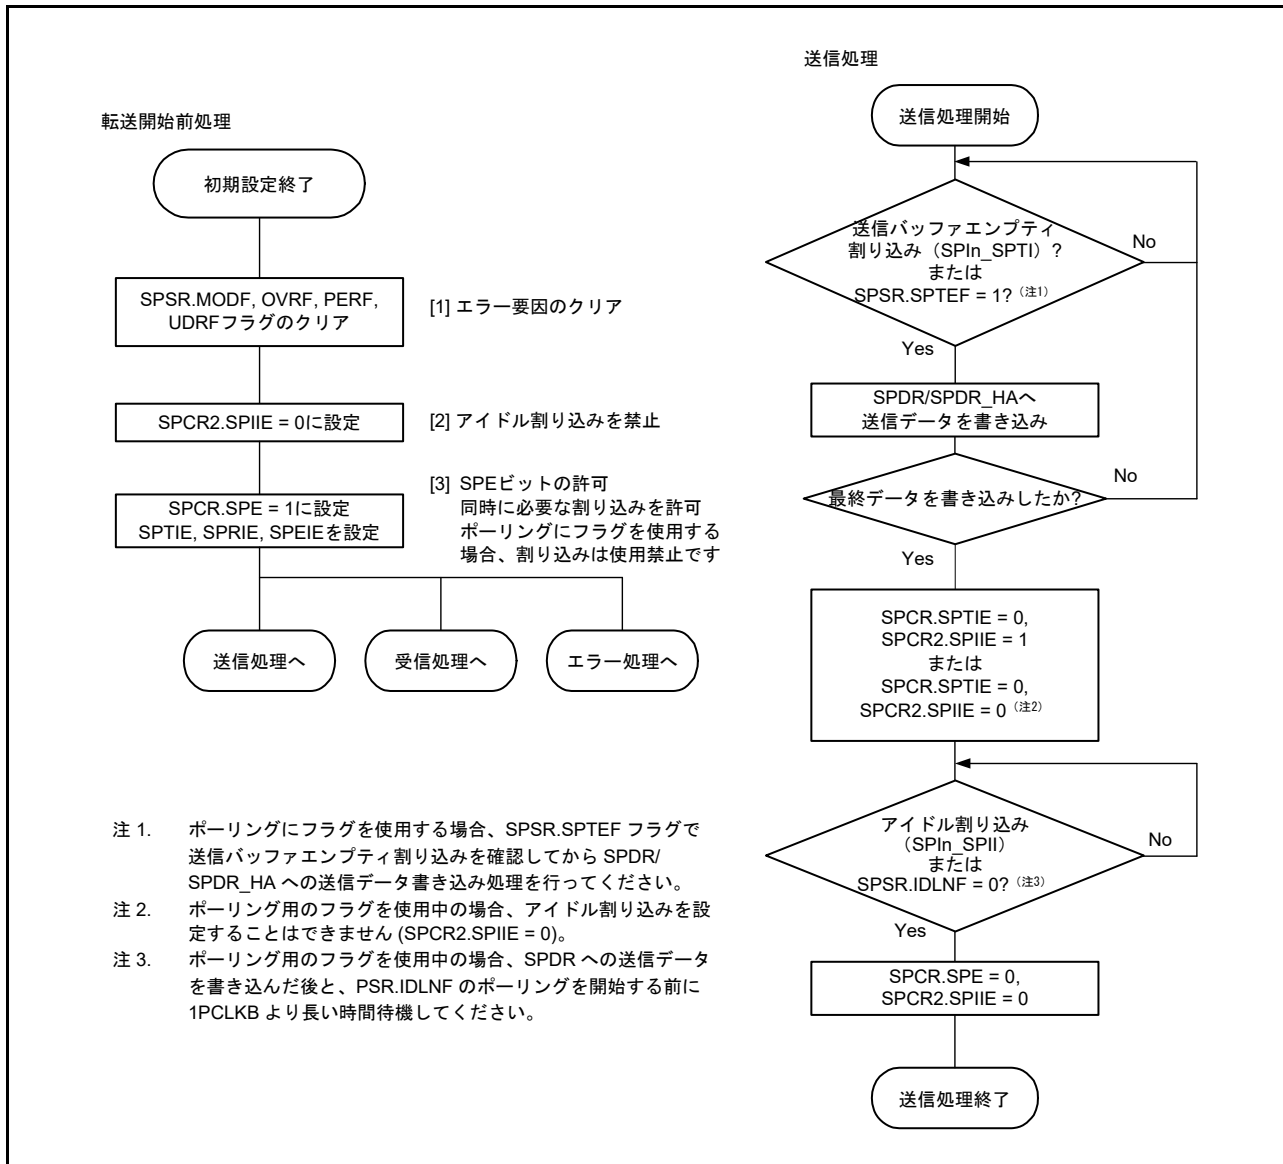 転送開始前処理
初期設定終了
SPSR.MODF, OVRF, PERF,
UDRFフラグのクリア
[1] エラー要因のクリア
SPCR2.SPIIE = 0に設定
[2] アイドル割り込みを禁止
SPCR.SPE = 1に設定
SPTIE, SPRIE, SPEIEを設定
[3] SPEビットの許可
同時に必要な割り込みを許可
ポーリングにフラグを使用する
場合、割り込みは使用禁止です
送信処理へ
受信処理へ
エラー処理へ
注 1. ポーリングにフラグを使用する場合、SPSR.SPTEF フラグで
送信バッファエンプティ割り込みを確認してから SPDR/
SPDR_HA への送信データ書き込み処理を行ってください。
注 2. ポーリング用のフラグを使用中の場合、アイドル割り込みを設
定することはできません (SPCR2.SPIIE = 0)。
注 3. ポーリング用のフラグを使用中の場合、SPDR への送信データ
を書き込んだ後と、PSR.IDLNF のポーリングを開始する前に
1PCLKB より長い時間待機してください。
送信処理
送信処理開始
送信バッファエンプティ
割り込み（SPIn_SPTI）?
または
SPSR.SPTEF = 1?（注1）
No
Yes
SPDR/SPDR_HAへ
送信データを書き込み
最終データを書き込みしたか?
No
Yes
SPCR.SPTIE = 0,
SPCR2.SPIIE = 1
または
SPCR.SPTIE = 0,
SPCR2.SPIIE = 0（注2）
アイドル割り込み
（SPIn_SPII）
または
SPSR.IDLNF = 0?（注3）
No
Yes
SPCR.SPE = 0,
SPCR2.SPIIE = 0
送信処理終了